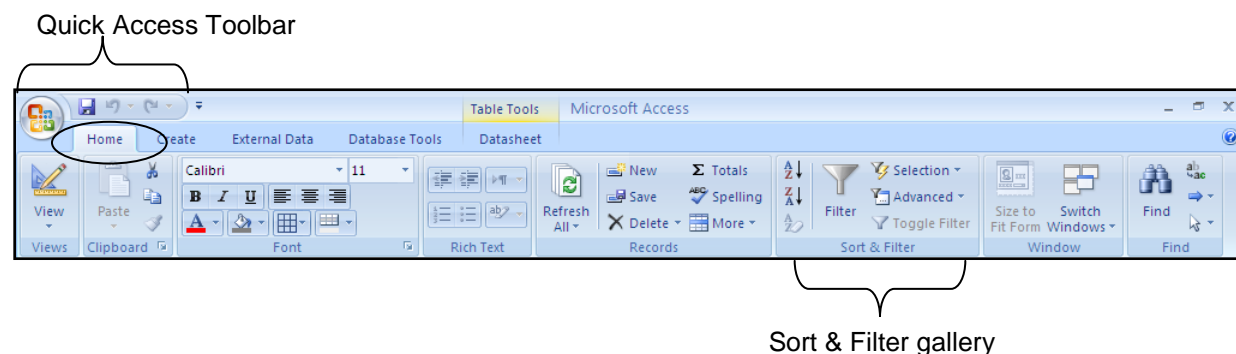 Quick Access Toolbar
Table Tools Microsoft Access
Home Create External Data Database Tools Datasheet
Calibri 11 New Σ Totals Selection
View Paste B I U Refresh All Save Spelling Filter Advanced Size to Fit Form Switch Windows Find
A ab Delete More Toggle Filter
Views Clipboard Font Rich Text Records Sort & Filter Window Find
Sort & Filter gallery